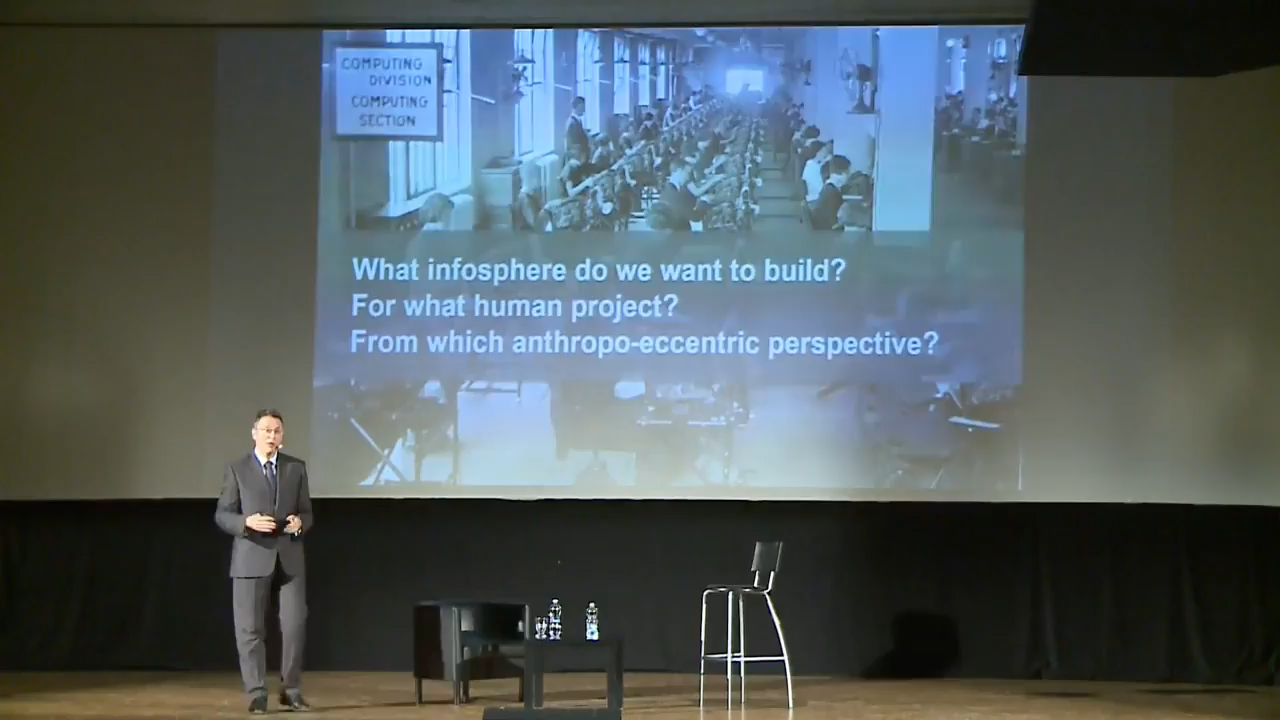 COMPUTING
DIVISION
COMPUTING
SECTION
What infosphere do we want to build?
For what human project?
From which anthropo-eccentric perspective?